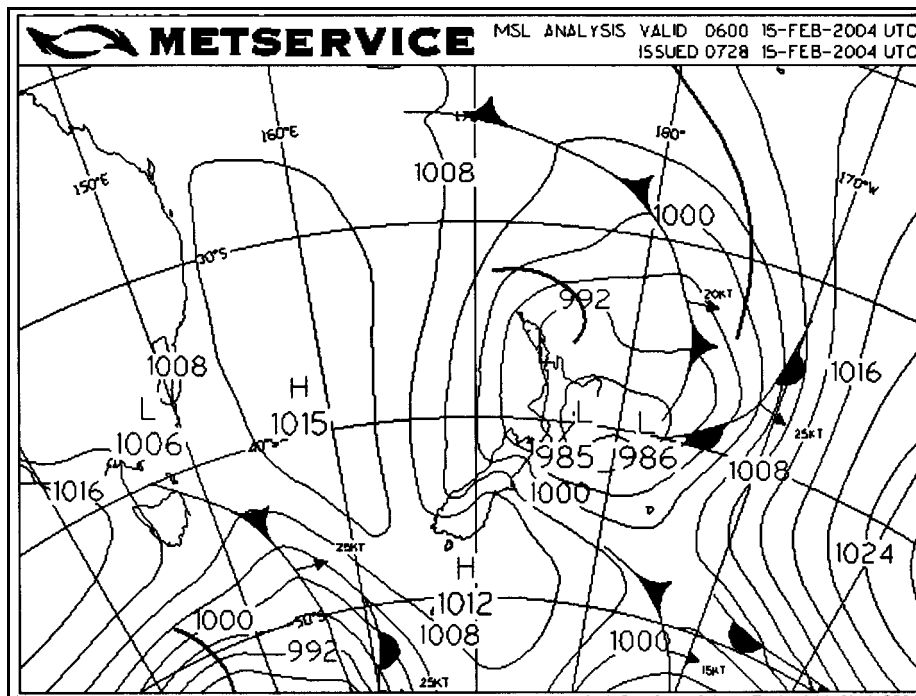 METSERVICE
MSL ANALYSIS VALID 0600 15-FEB-2004 UTC
ISSUED 0728 15-FEB-2004 UTC
160°E
180°
1008
150°E
170°W
1000
30°S
992
20KT
1008
1016
H
1015
L
1006
L
985
L
986
25KT
40°S
1016
1008
1000
25KT
1024
H
1012
1000
50°S
1008
1000
992
25KT
15KT